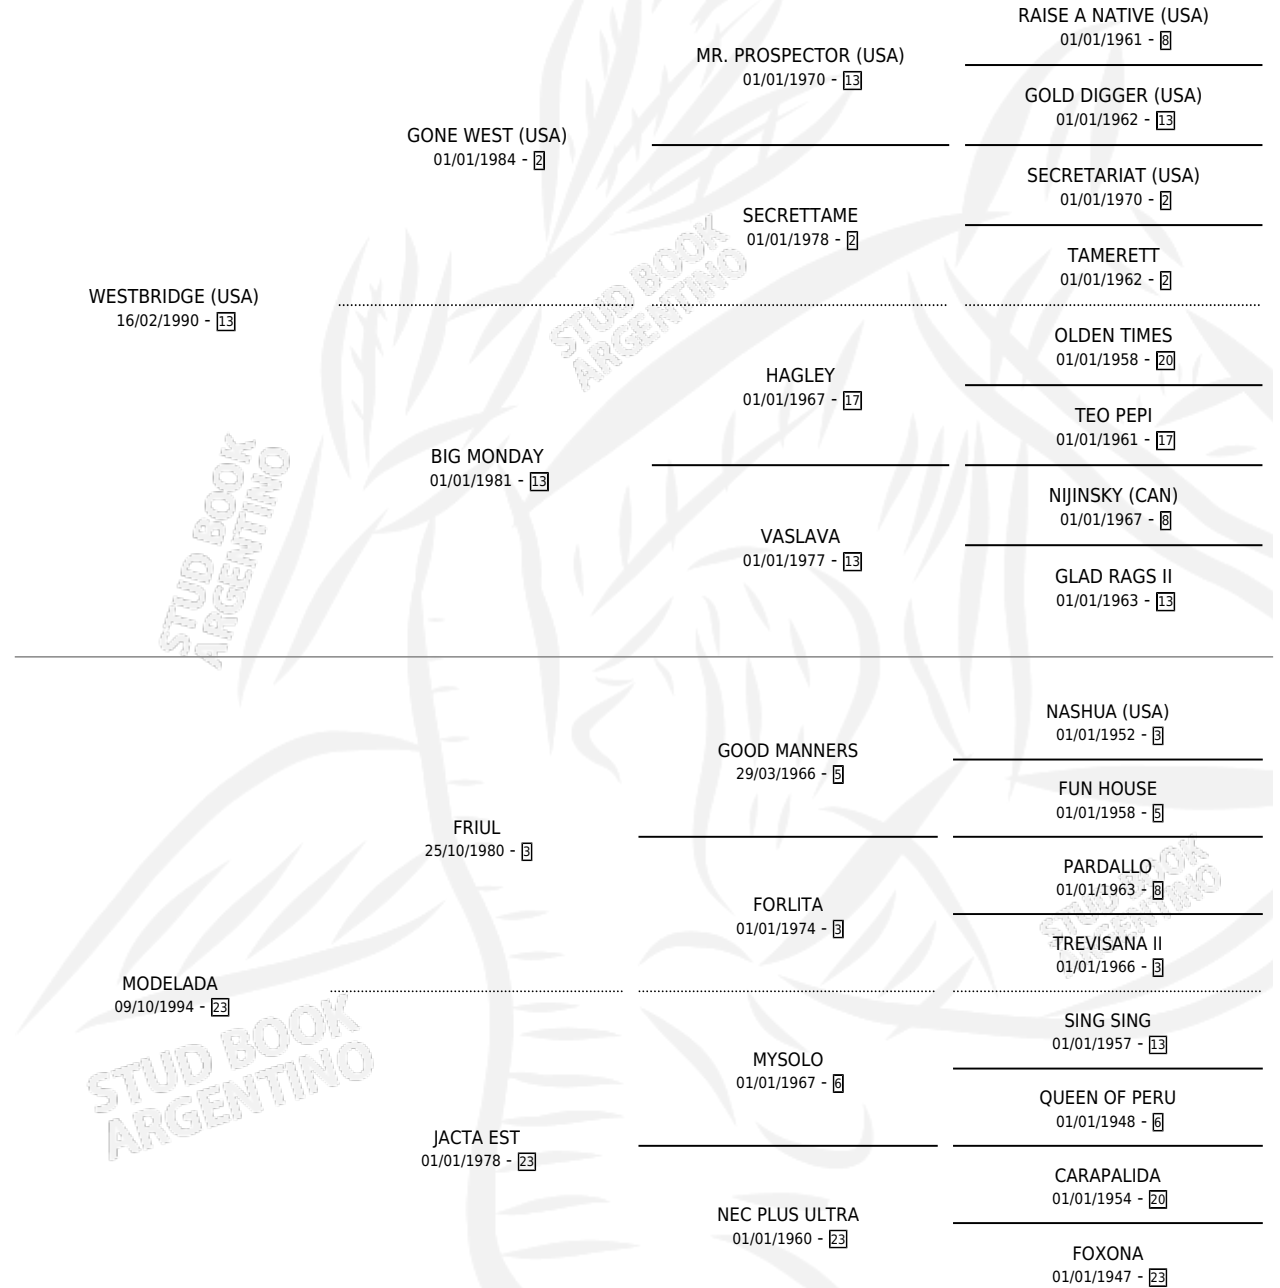 RAISE A NATIVE (USA)
01/01/1961 - 8
MR. PROSPECTOR (USA)
01/01/1970 - 13
GOLD DIGGER (USA)
01/01/1962 - 13
GONE WEST (USA)
01/01/1984 - 2
SECRETARIAT (USA)
01/01/1970 - 2
SECRETTAME
01/01/1978 - 2
TAMERETT
01/01/1962 - 2
WESTBRIDGE (USA)
16/02/1990 - 13
OLDEN TIMES
01/01/1958 - 20
HAGLEY
01/01/1967 - 17
TEO PEPI
01/01/1961 - 17
BIG MONDAY
01/01/1981 - 13
NIJINSKY (CAN)
01/01/1967 - 8
VASLAVA
01/01/1977 - 13
GLAD RAGS II
01/01/1963 - 13
NASHUA (USA)
01/01/1952 - 3
GOOD MANNERS
29/03/1966 - 5
FUN HOUSE
01/01/1958 - 5
FRIUL
25/10/1980 - 3
PARDALLO
01/01/1963 - 8
FORLITA
01/01/1974 - 3
TREVISANA II
01/01/1966 - 3
MODELADA
09/10/1994 - 23
SING SING
01/01/1957 - 13
MYSOLO
01/01/1967 - 6
QUEEN OF PERU
01/01/1948 - 6
JACTA EST
01/01/1978 - 23
CARAPALIDA
01/01/1954 - 20
NEC PLUS ULTRA
01/01/1960 - 23
FOXONA
01/01/1947 - 23
STUD BOOK
ARGENTINO
STUD BOOK
ARGENTINO
STUD BOOK
ARGENTINO
STUD BOOK
ARGENTINO